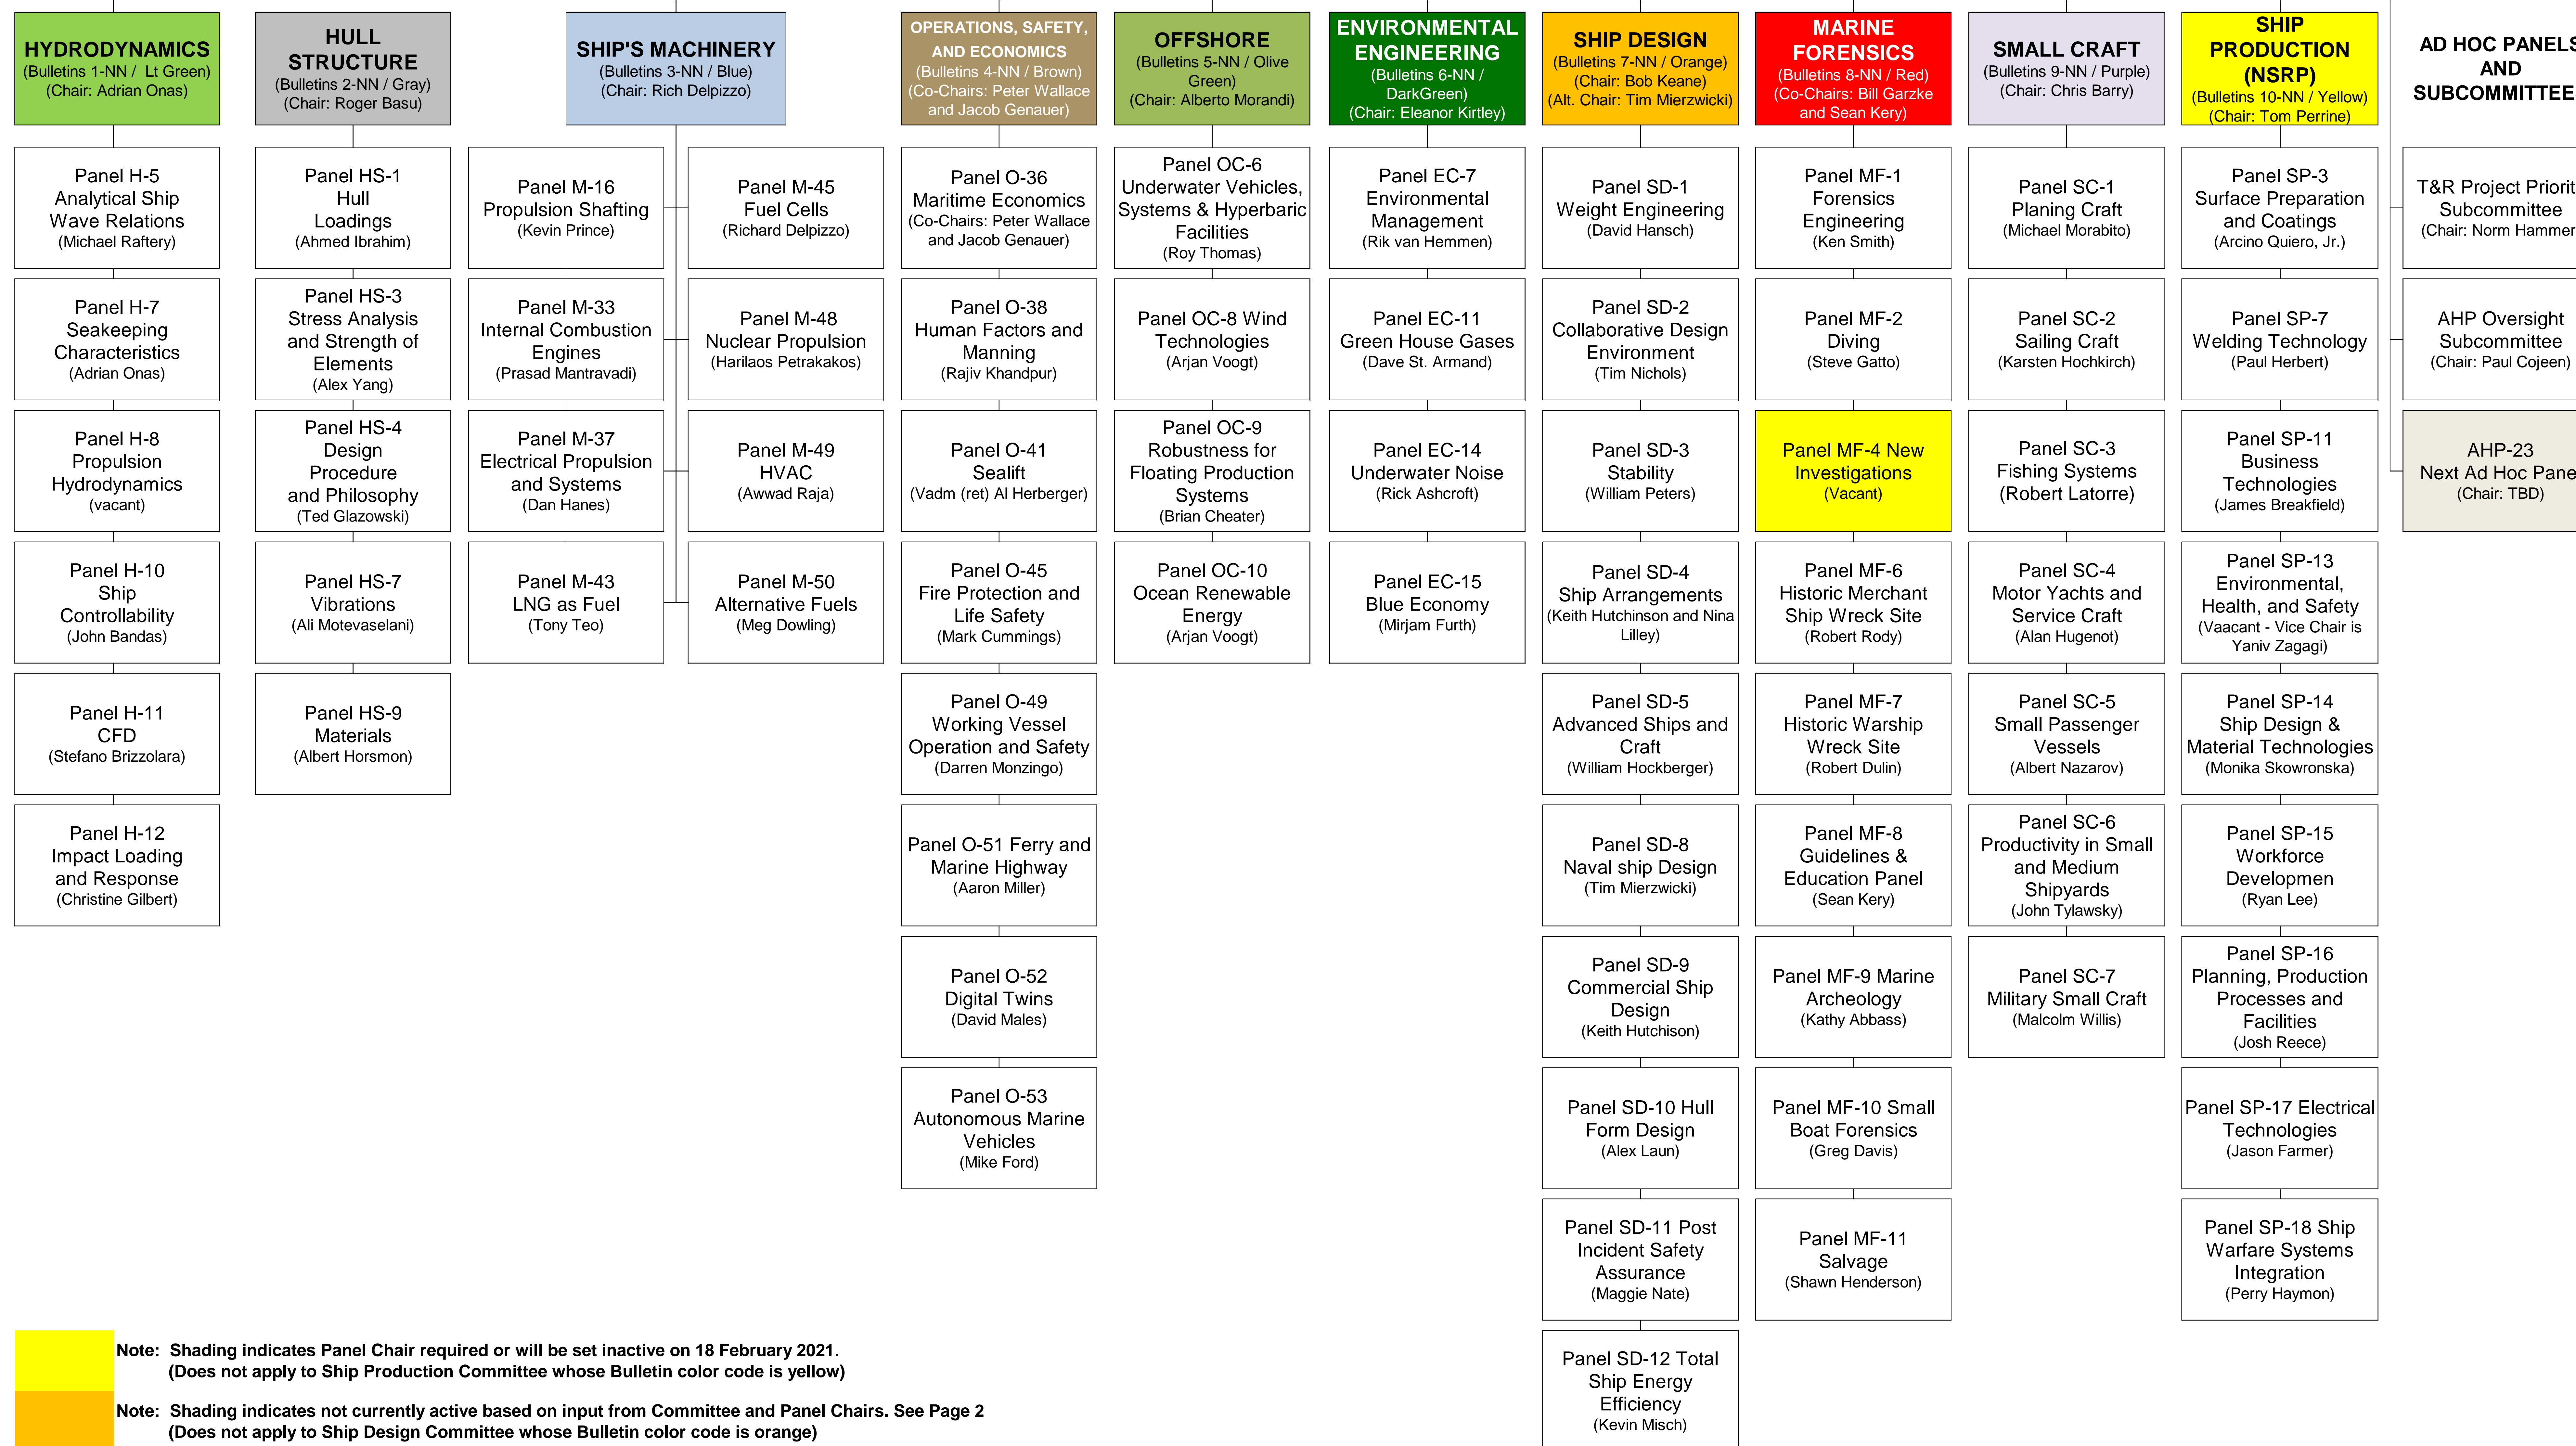 HYDRODYNAMICS
(Bulletins 1-NN /  Lt Green)
(Chair: Adrian Onas)
Panel H-5
Analytical Ship
Wave Relations
(Michael Raftery)
Panel H-7
Seakeeping
Characteristics
(Adrian Onas)
Panel H-8
Propulsion
Hydrodynamics
(vacant)
Panel H-10
Ship
Controllability
(John Bandas)
Panel H-11
CFD
(Stefano Brizzolara)
Panel H-12
Impact Loading
and Response
(Christine Gilbert)
HULL
STRUCTURE
(Bulletins 2-NN / Gray)
(Chair: Roger Basu)
Panel HS-1
Hull
Loadings
(Ahmed Ibrahim)
Panel HS-3
Stress Analysis
and Strength of
Elements
(Alex Yang)
Panel HS-4
Design
Procedure
and Philosophy
(Ted Glazowski)
Panel HS-7
Vibrations
(Ali Motevaselani)
Panel HS-9
Materials
(Albert Horsmon)
SHIP'S MACHINERY
(Bulletins 3-NN / Blue)
(Chair: Rich Delpizzo)
Panel M-16
Propulsion Shafting
(Kevin Prince)
Panel M-33
Internal Combustion
Engines
(Prasad Mantravadi)
Panel M-37
Electrical Propulsion
and Systems
(Dan Hanes)
Panel M-43
LNG as Fuel
(Tony Teo)
Panel M-45
Fuel Cells
(Richard Delpizzo)
Panel M-48
Nuclear Propulsion
(Harilaos Petrakakos)
Panel M-49
HVAC
(Awwad Raja)
Panel M-50
Alternative Fuels
(Meg Dowling)
OPERATIONS, SAFETY,
AND ECONOMICS
(Bulletins 4-NN / Brown)
(Co-Chairs: Peter Wallace
and Jacob Genauer)
Panel O-36
Maritime Economics
(Co-Chairs: Peter Wallace
and Jacob Genauer)
Panel O-38
Human Factors and
Manning
(Rajiv Khandpur)
Panel O-41
Sealift
(Vadm (ret) Al Herberger)
Panel O-45
Fire Protection and
Life Safety
(Mark Cummings)
Panel O-49
Working Vessel
Operation and Safety
(Darren Monzingo)
Panel O-51 Ferry and
Marine Highway
(Aaron Miller)
Panel O-52
Digital Twins
(David Males)
Panel O-53
Autonomous Marine
Vehicles
(Mike Ford)
OFFSHORE
(Bulletins 5-NN / Olive
Green)
(Chair: Alberto Morandi)
Panel OC-6
Underwater Vehicles,
Systems & Hyperbaric
Facilities
(Roy Thomas)
Panel OC-8 Wind
Technologies
(Arjan Voogt)
Panel OC-9
Robustness for
Floating Production
Systems
(Brian Cheater)
Panel OC-10
Ocean Renewable
Energy
(Arjan Voogt)
ENVIRONMENTAL
ENGINEERING
(Bulletins 6-NN /
DarkGreen)
(Chair: Eleanor Kirtley)
Panel EC-7
Environmental
Management
(Rik van Hemmen)
Panel EC-11
Green House Gases
(Dave St. Armand)
Panel EC-14
Underwater Noise
(Rick Ashcroft)
Panel EC-15
Blue Economy
(Mirjam Furth)
SHIP DESIGN
(Bulletins 7-NN / Orange)
(Chair: Bob Keane)
(Alt. Chair: Tim Mierzwicki)
Panel SD-1
Weight Engineering
(David Hansch)
Panel SD-2
Collaborative Design
Environment
(Tim Nichols)
Panel SD-3
Stability
(William Peters)
Panel SD-4
Ship Arrangements
(Keith Hutchinson and Nina
Lilley)
Panel SD-5
Advanced Ships and
Craft
(William Hockberger)
Panel SD-8
Naval ship Design
(Tim Mierzwicki)
Panel SD-9
Commercial Ship
Design
(Keith Hutchison)
Panel SD-10 Hull
Form Design
(Alex Laun)
Panel SD-11 Post
Incident Safety
Assurance
(Maggie Nate)
Panel SD-12 Total
Ship Energy
Efficiency
(Kevin Misch)
MARINE
FORENSICS
(Bulletins 8-NN / Red)
(Co-Chairs: Bill Garzke
and Sean Kery)
Panel MF-1
Forensics
Engineering
(Ken Smith)
Panel MF-2
Diving
(Steve Gatto)
Panel MF-4 New
Investigations
(Vacant)
Panel MF-6
Historic Merchant
Ship Wreck Site
(Robert Rody)
Panel MF-7
Historic Warship
Wreck Site
(Robert Dulin)
Panel MF-8
Guidelines &
Education Panel
(Sean Kery)
Panel MF-9 Marine
Archeology
(Kathy Abbass)
Panel MF-10 Small
Boat Forensics
(Greg Davis)
Panel MF-11
Salvage
(Shawn Henderson)
SMALL CRAFT
(Bulletins 9-NN / Purple)
(Chair: Chris Barry)
Panel SC-1
Planing Craft
(Michael Morabito)
Panel SC-2
Sailing Craft
(Karsten Hochkirch)
Panel SC-3
Fishing Systems
(Robert Latorre)
Panel SC-4
Motor Yachts and
Service Craft
(Alan Hugenot)
Panel SC-5
Small Passenger
Vessels
(Albert Nazarov)
Panel SC-6
Productivity in Small
and Medium
Shipyards
(John Tylawsky)
Panel SC-7
Military Small Craft
(Malcolm Willis)
SHIP
PRODUCTION
(NSRP)
(Bulletins 10-NN / Yellow)
(Chair: Tom Perrine)
Panel SP-3
Surface Preparation
and Coatings
(Arcino Quiero, Jr.)
Panel SP-7
Welding Technology
(Paul Herbert)
Panel SP-11
Business
Technologies
(James Breakfield)
Panel SP-13
Environmental,
Health, and Safety
(Vaacant - Vice Chair is
Yaniv Zagagi)
Panel SP-14
Ship Design &
Material Technologies
(Monika Skowronska)
Panel SP-15
Workforce
Developmen
(Ryan Lee)
Panel SP-16
Planning, Production
Processes and
Facilities
(Josh Reece)
Panel SP-17 Electrical
Technologies
(Jason Farmer)
Panel SP-18 Ship
Warfare Systems
Integration
(Perry Haymon)
AD HOC PANELS
AND
SUBCOMMITTEE
T&R Project Priorit
Subcommittee
(Chair: Norm Hammer
AHP Oversight
Subcommittee
(Chair: Paul Cojeen)
AHP-23
Next Ad Hoc Pane
(Chair: TBD)
Note:  Shading indicates Panel Chair required or will be set inactive on 18 February 2021.
(Does not apply to Ship Production Committee whose Bulletin color code is yellow)
Note:  Shading indicates not currently active based on input from Committee and Panel Chairs. See Page 2
(Does not apply to Ship Design Committee whose Bulletin color code is orange)